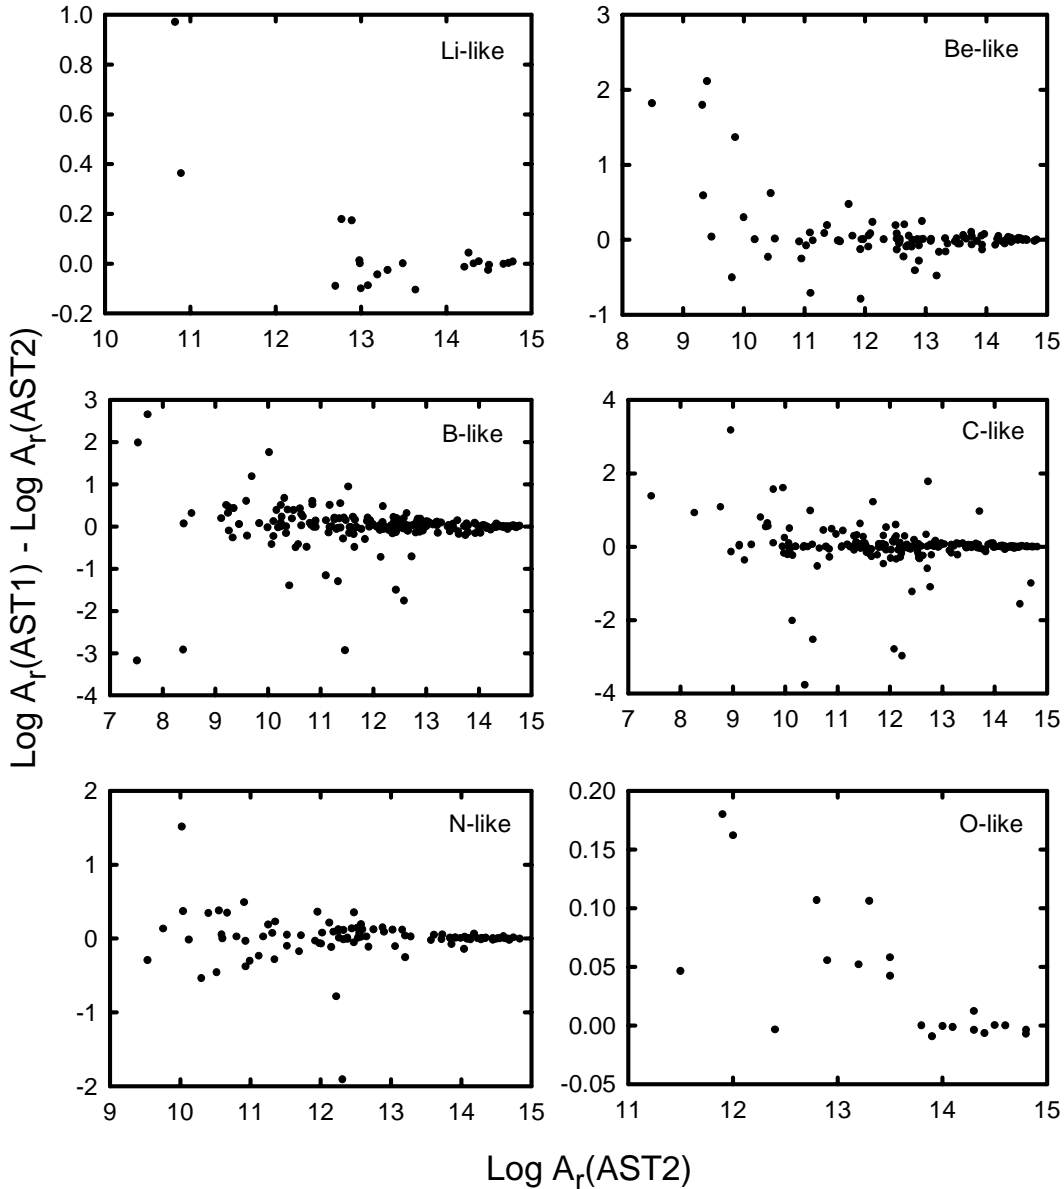 Log Ar(AST1) - Log Ar(AST2)
Li-like
1.0
0.8
0.6
0.4
0.2
0.0
-0.2
10 11 12 13 14 15
Be-like
3
2
1
0
-1
8 9 10 11 12 13 14 15
B-like
3
2
1
0
-1
-2
-3
-4
7 8 9 10 11 12 13 14 15
C-like
4
2
0
-2
-4
7 8 9 10 11 12 13 14 15
N-like
2
1
0
-1
-2
9 10 11 12 13 14 15
O-like
0.20
0.15
0.10
0.05
0.00
-0.05
11 12 13 14 15
Log Ar(AST2)